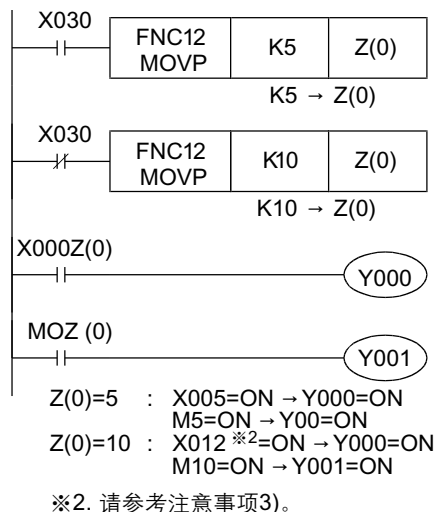 X030
FNC12 MOVP K5 Z(0)
K5 → Z(0)
X030
FNC12 MOVP K10 Z(0)
K10 → Z(0)
X000Z(0)
Y000
MOZ (0)
Y001
Z(0)=5 : X005=ON → Y000=ON
M5=ON → Y00=ON
Z(0)=10 : X012 ※2=ON → Y000=ON
M10=ON → Y001=ON
※2. 请参考注意事项3)。